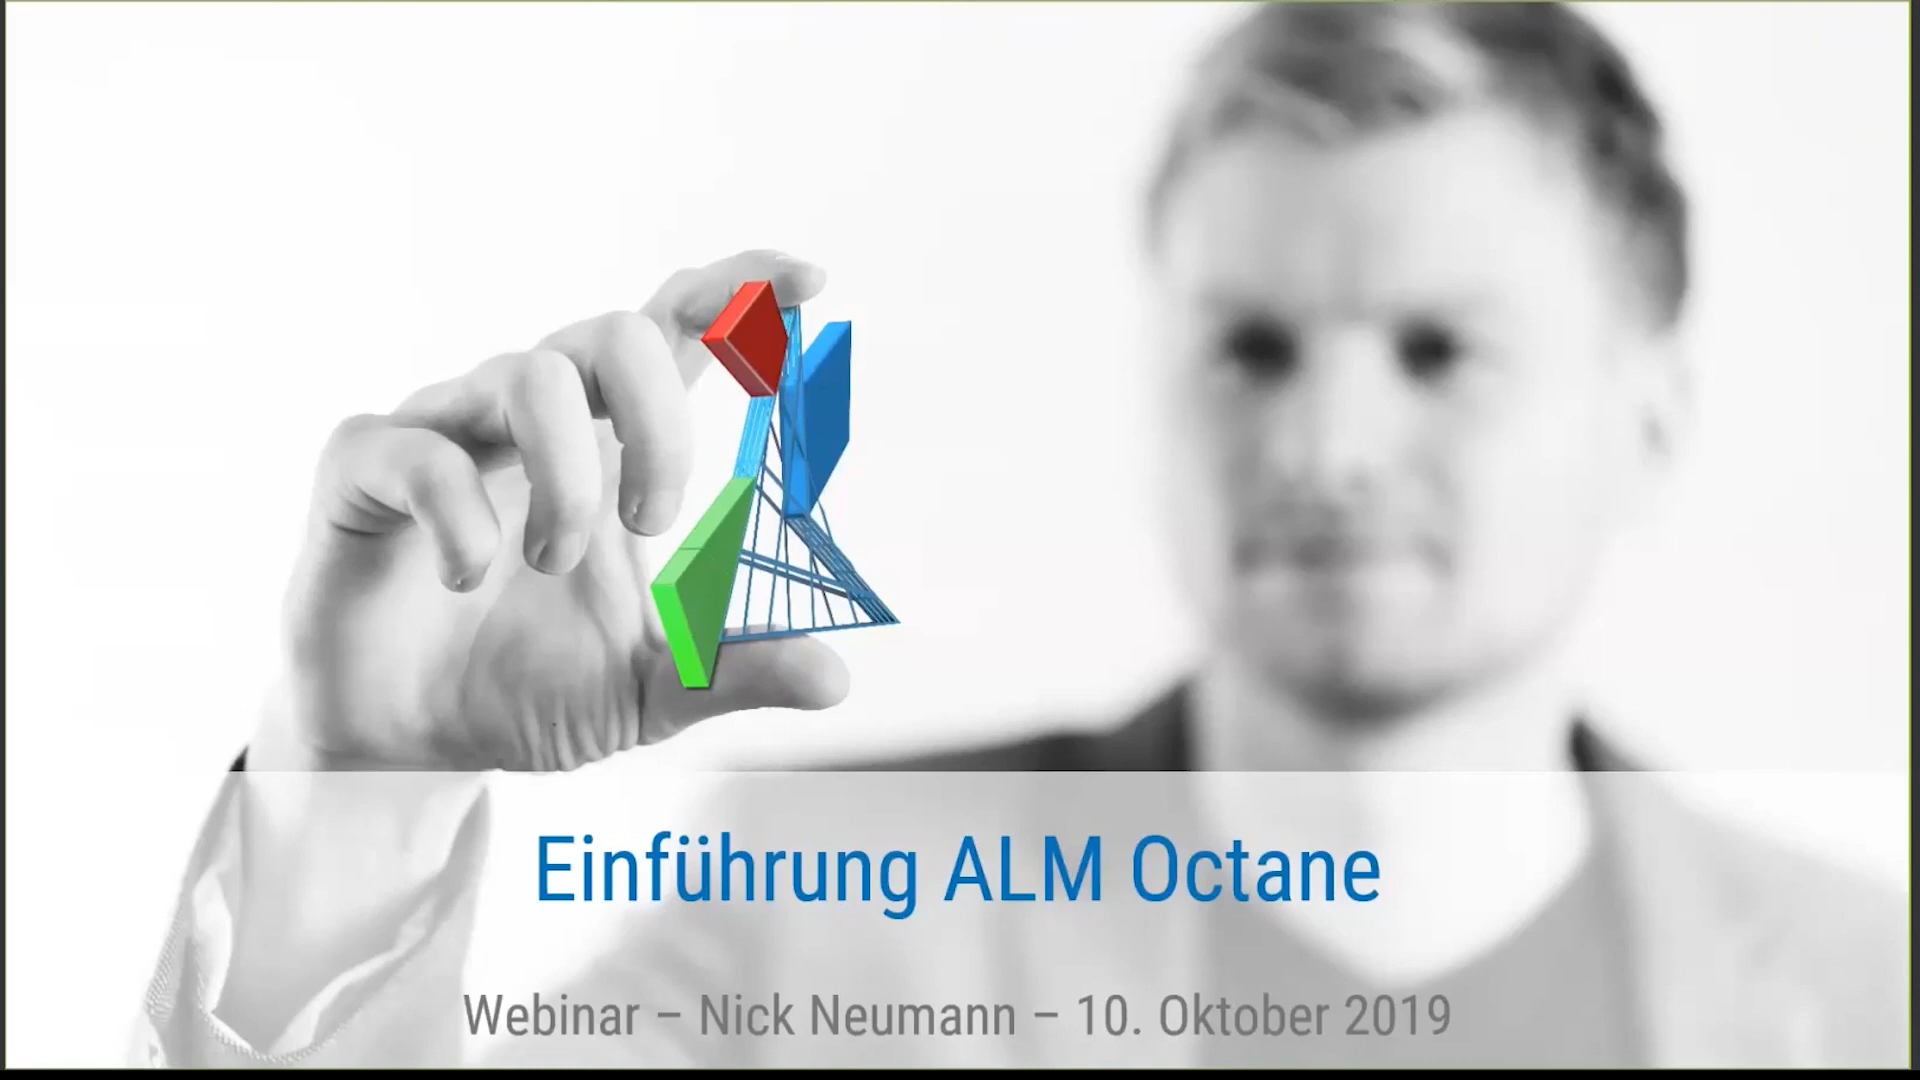 Einführung ALM Octane
Webinar – Nick Neumann – 10. Oktober 2019